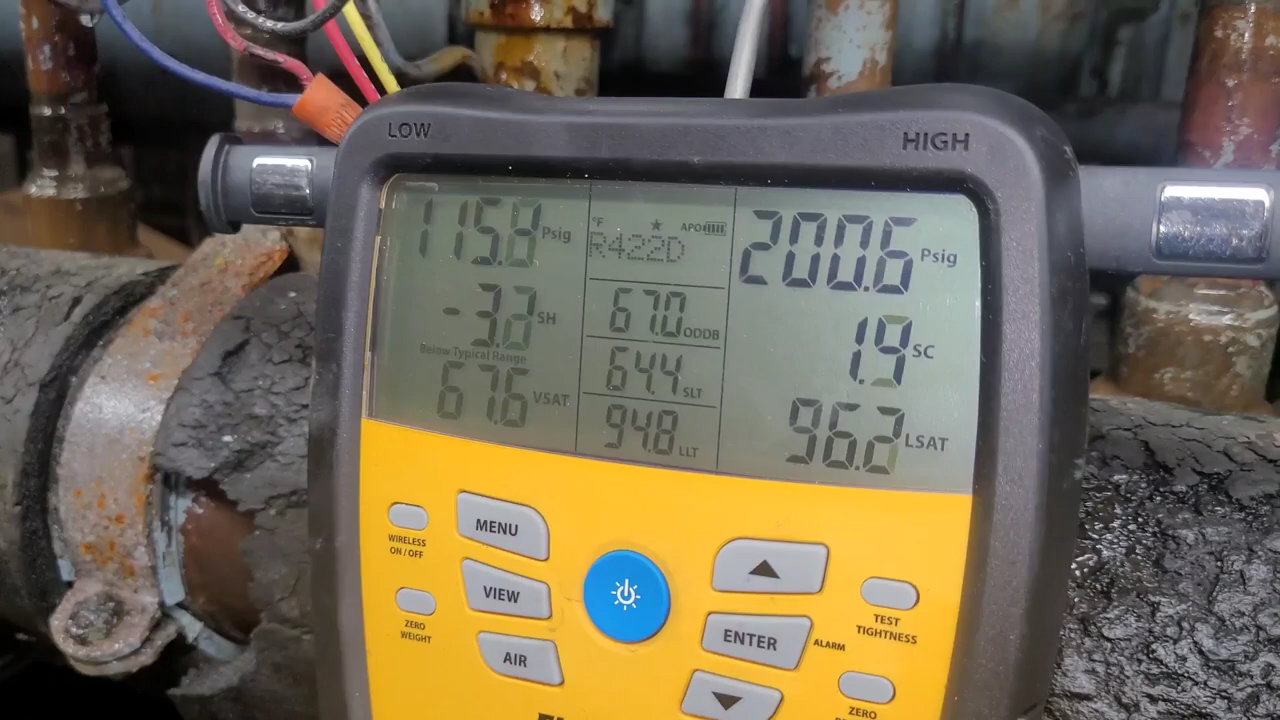 LOW
HIGH
115.8 Psig
°F ★ APO
R422D
200.6 Psig
-3.2 SH
Below Typical Range
67.0 ODDB
1.9 SC
67.6 VSAT
64.4 SLT
94.8 LLT
96.2 LSAT
WIRELESS
ON / OFF
MENU
ZERO
WEIGHT
VIEW
AIR
ENTER
ALARM
TEST
TIGHTNESS
ZERO